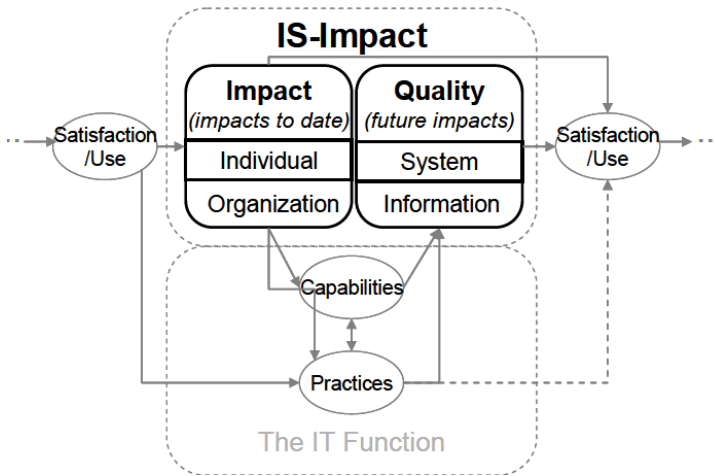 IS-Impact
Impact
(impacts to date)
Individual
Organization
Quality
(future impacts)
System
Information
Satisfaction
/Use
Satisfaction
/Use
Capabilities
Practices
The IT Function